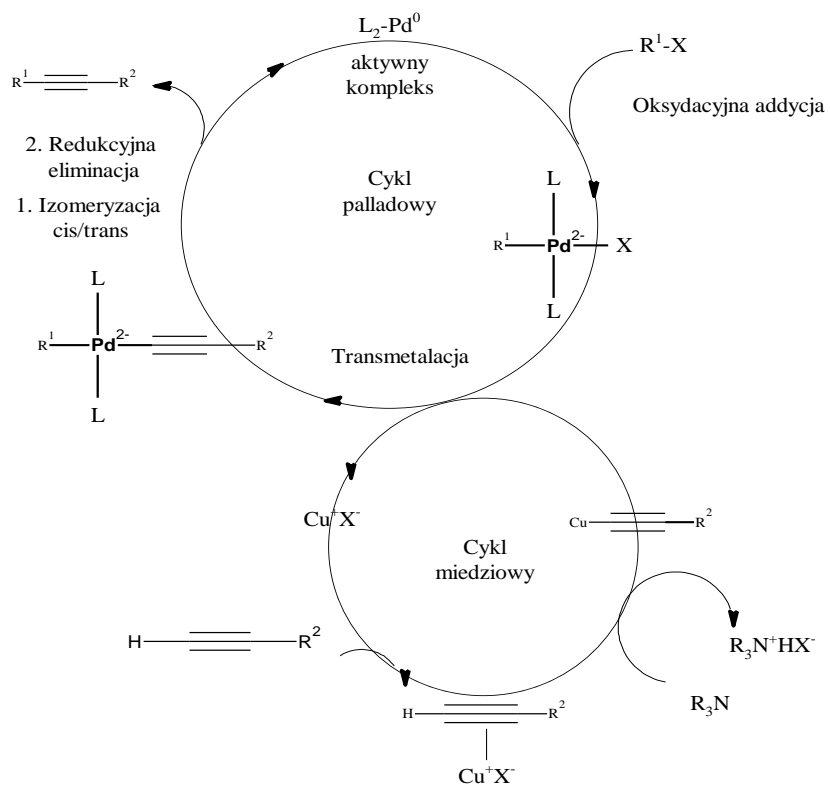 L₂-Pd⁰
aktywny
kompleks
R¹-X
Oksydacyjna addycja
R¹ R²
2. Redukcyjna
eliminacja
1. Izomeryzacja
cis/trans
Cykl
palladowy
L
R¹ Pd²⁻ X
L
L
R¹ Pd²⁻ R²
L
Transmetalacja
Cu⁺X⁻
Cu R²
Cykl
miedziowy
H R²
R₃N⁺HX⁻
R₃N
H R²
Cu⁺X⁻